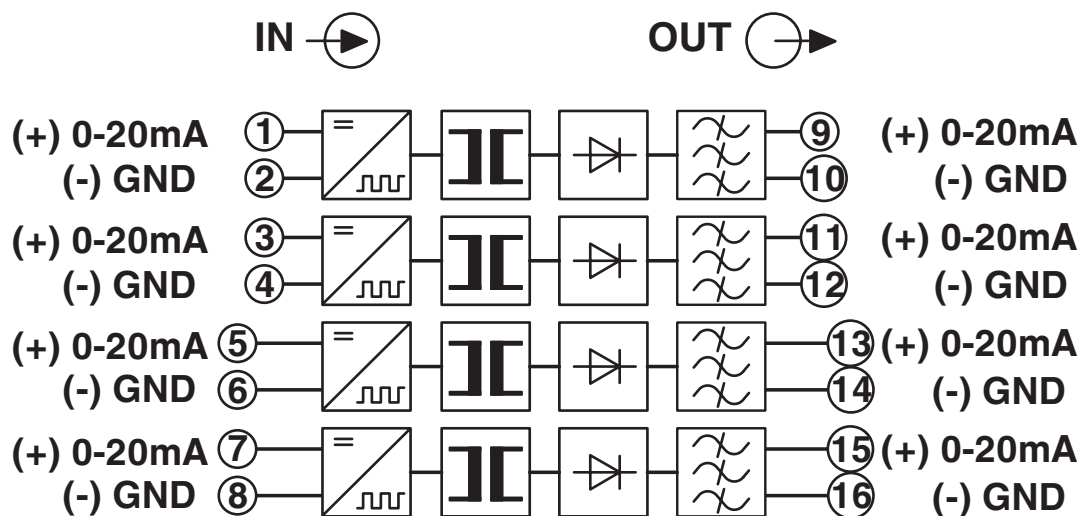 IN OUT
(+) 0-20mA 1 9 (+) 0-20mA
(-) GND 2 10 (-) GND
(+) 0-20mA 3 11 (+) 0-20mA
(-) GND 4 12 (-) GND
(+) 0-20mA 5 13 (+) 0-20mA
(-) GND 6 14 (-) GND
(+) 0-20mA 7 15 (+) 0-20mA
(-) GND 8 16 (-) GND